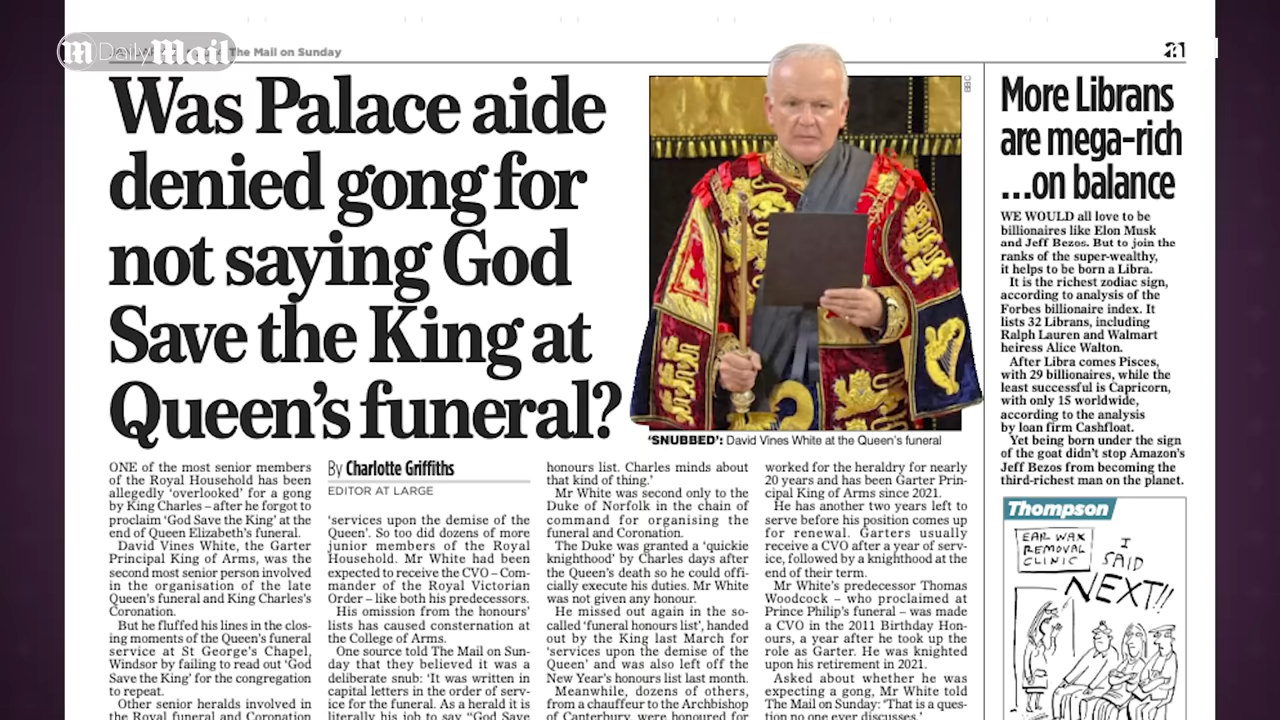 Daily Mail
The Mail on Sunday
21
Was Palace aide
denied gong for
not saying God
Save the King at
Queen's funeral?
BBC
'SNUBBED': David Vines White at the Queen's funeral
ONE of the most senior members
of the Royal Household has been
allegedly 'overlooked' for a gong
by King Charles – after he forgot to
proclaim 'God Save the King' at the
end of Queen Elizabeth's funeral.
David Vines White, the Garter
Principal King of Arms, was the
second most senior person involved
in the organisation of the late
Queen's funeral and King Charles's
Coronation.
But he fluffed his lines in the clos-
ing moments of the Queen's funeral
service at St George's Chapel,
Windsor by failing to read out 'God
Save the King' for the congregation
to repeat.
Other senior heralds involved in
the Royal funeral and Coronation
By Charlotte Griffiths
EDITOR AT LARGE
'services upon the demise of the
Queen'. So too did dozens of more
junior members of the Royal
Household. Mr White had been
expected to receive the CVO – Com-
mander of the Royal Victorian
Order – like both his predecessors.
His omission from the honours'
lists has caused consternation at
the College of Arms.
One source told The Mail on Sun-
day that they believed it was a
deliberate snub: 'It was written in
capital letters in the order of serv-
ice for the funeral. As a herald it is
literally his job to say "God Save
honours list. Charles minds about
that kind of thing.'
Mr White was second only to the
Duke of Norfolk in the chain of
command for organising the
funeral and Coronation.
The Duke was granted a 'quickie
knighthood' by Charles days after
the Queen's death so he could offi-
cially execute his duties. Mr White
was not given any honour.
He missed out again in the so-
called 'funeral honours list', handed
out by the King last March for
'services upon the demise of the
Queen' and was also left off the
New Year's honours list last month.
Meanwhile, dozens of others,
from a chauffeur to the Archbishop
of Canterbury, were honoured for
worked for the heraldry for nearly
20 years and has been Garter Prin-
cipal King of Arms since 2021.
He has another two years left to
serve before his position comes up
for renewal. Garters usually
receive a CVO after a year of serv-
ice, followed by a knighthood at the
end of their term.
Mr White's predecessor Thomas
Woodcock – who proclaimed at
Prince Philip's funeral – was made
a CVO in the 2011 Birthday Hon-
ours, a year after he took up the
role as Garter. He was knighted
upon his retirement in 2021.
Asked about whether he was
expecting a gong, Mr White told
The Mail on Sunday: 'That is a ques-
tion no one ever discusses.'
More Librans
are mega-rich
...on balance
WE WOULD all love to be
billionaires like Elon Musk
and Jeff Bezos. But to join the
ranks of the super-wealthy,
it helps to be born a Libra.
It is the richest zodiac sign,
according to analysis of the
Forbes billionaire index. It
lists 32 Librans, including
Ralph Lauren and Walmart
heiress Alice Walton.
After Libra comes Pisces,
with 29 billionaires, while the
least successful is Capricorn,
with only 15 worldwide,
according to the analysis
by loan firm Cashfloat.
Yet being born under the sign
of the goat didn't stop Amazon's
Jeff Bezos from becoming the
third-richest man on the planet.
Thompson
EAR WAX
REMOVAL
CLINIC
I
SAID
NEXT!!